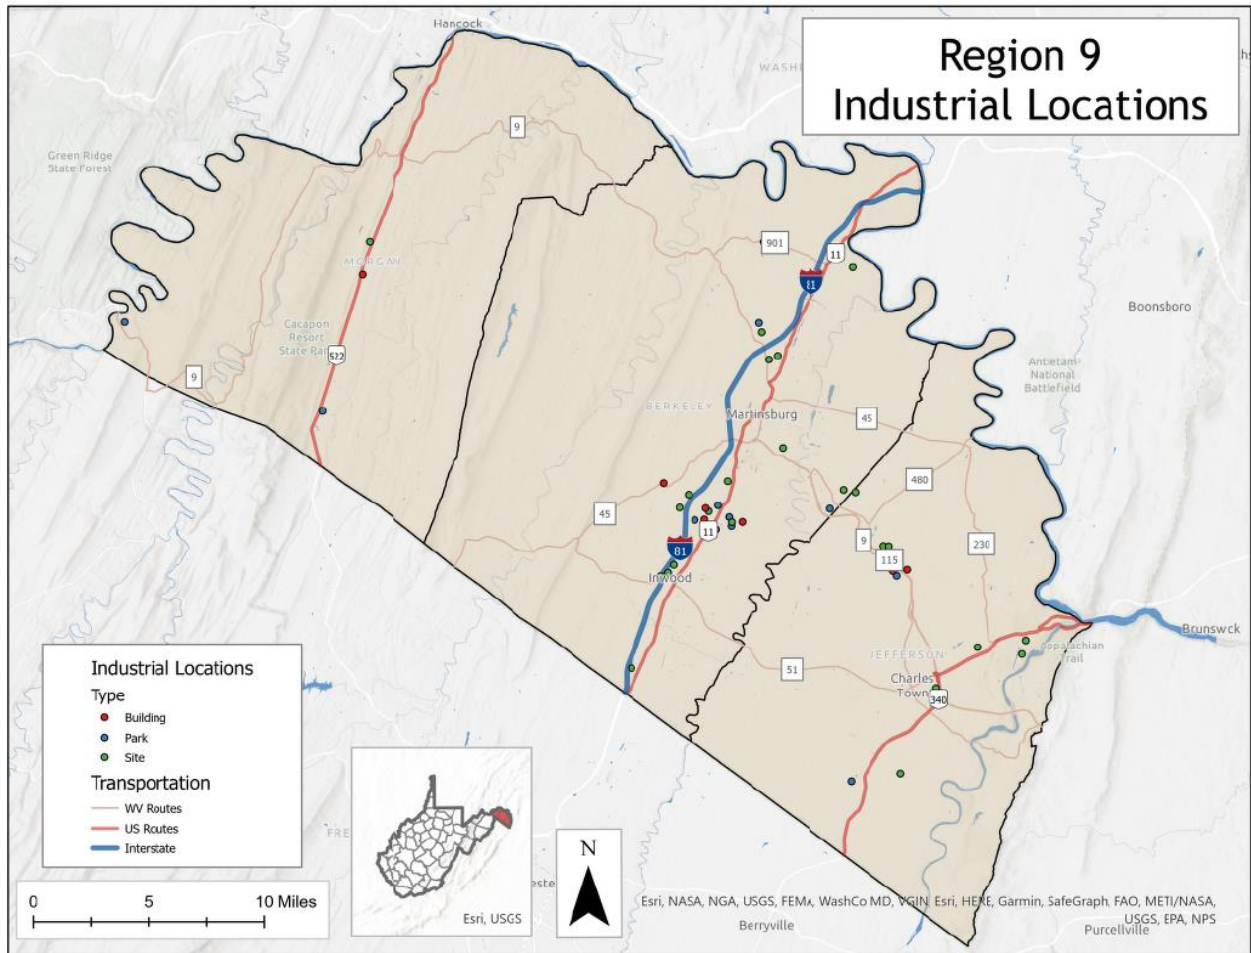 Hancock
WASHI
Region 9
Industrial Locations
9
Green Ridge
State Forest
901
11
MORGAN
81
Boonsboro
Cacapon
Resort
State Par
522
Antietam
National
Battlefield
9
BERKELEY
Martinsburg
45
480
45
11
9
230
81
115
Inwood
Brunswick
Appalachian
Trail
JEFFERSON
51
Charles
Town
340
Industrial Locations
Type
Building
Park
Site
Transportation
WV Routes
US Routes
Interstate
FRE
N
Esri, USGS
0 5 10 Miles
este
Esri, NASA, NGA, USGS, FEMA, WashCo MD, VGIN, Esri, HERE, Garmin, SafeGraph, FAO, METI/NASA,
USGS, EPA, NPS
Berryville
Purcellville